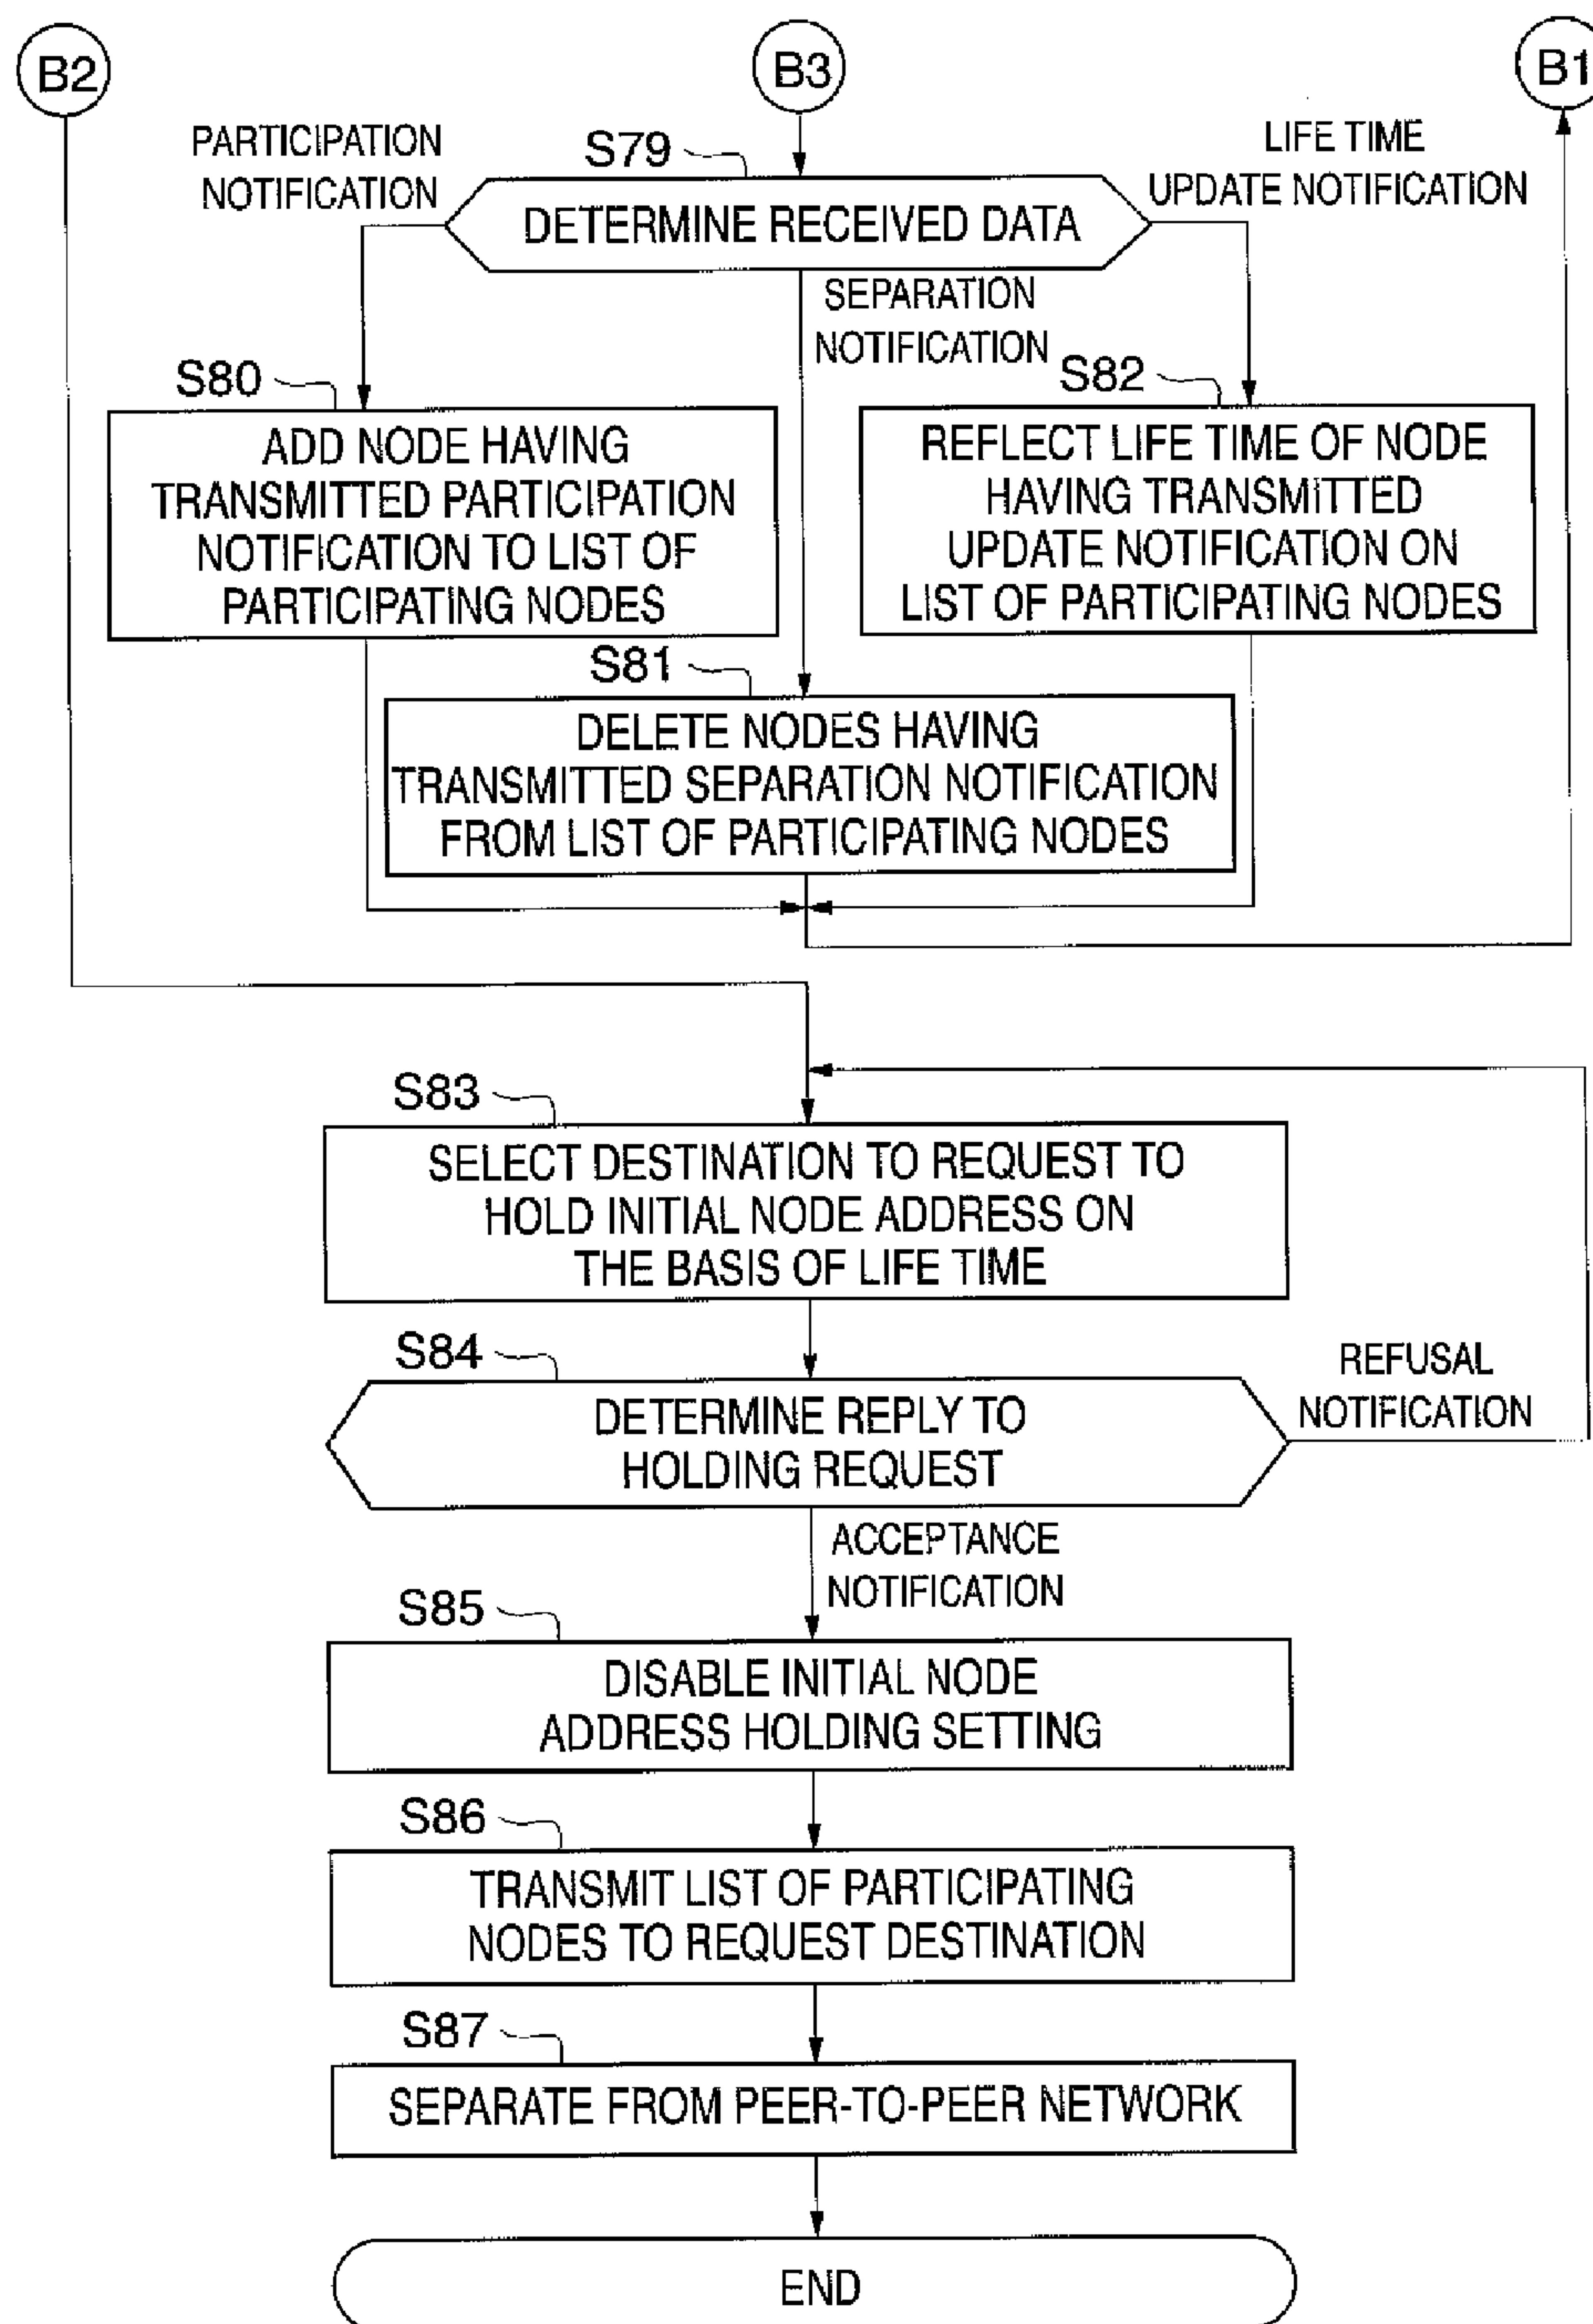 B2
B3
B1
PARTICIPATION
NOTIFICATION
S79
LIFE TIME
UPDATE NOTIFICATION
DETERMINE RECEIVED DATA
SEPARATION
NOTIFICATION
S80
S82
ADD NODE HAVING
TRANSMITTED PARTICIPATION
NOTIFICATION TO LIST OF
PARTICIPATING NODES
REFLECT LIFE TIME OF NODE
HAVING TRANSMITTED
UPDATE NOTIFICATION ON
LIST OF PARTICIPATING NODES
S81
DELETE NODES HAVING
TRANSMITTED SEPARATION NOTIFICATION
FROM LIST OF PARTICIPATING NODES
S83
SELECT DESTINATION TO REQUEST TO
HOLD INITIAL NODE ADDRESS ON
THE BASIS OF LIFE TIME
S84
DETERMINE REPLY TO
HOLDING REQUEST
REFUSAL
NOTIFICATION
ACCEPTANCE
NOTIFICATION
S85
DISABLE INITIAL NODE
ADDRESS HOLDING SETTING
S86
TRANSMIT LIST OF PARTICIPATING
NODES TO REQUEST DESTINATION
S87
SEPARATE FROM PEER-TO-PEER NETWORK
END